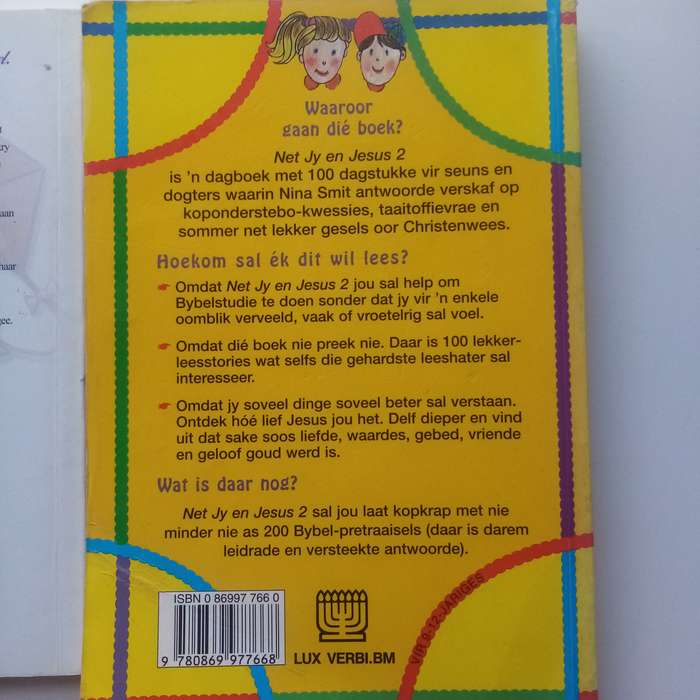 Waaroor
gaan dié boek?
Net Jy en Jesus 2
is 'n dagboek met 100 dagstukke vir seuns en
dogters waarin Nina Smit antwoorde verskaf op
koponderstebo-kwessies, taaitoffievrae en
sommer net lekker gesels oor Christenwees.
Hoekom sal ék dit wil lees?
Omdat Net Jy en Jesus 2 jou sal help om
Bybelstudie te doen sonder dat jy vir 'n enkele
oomblik verveeld, vaak of vroetelrig sal voel.
Omdat dié boek nie preek nie. Daar is 100 lekker-
leesstories wat selfs die gehardste leeshater sal
interesseer.
Omdat jy soveel dinge soveel beter sal verstaan.
Ontdek hóé lief Jesus jou het. Delf dieper en vind
uit dat sake soos liefde, waardes, gebed, vriende
en geloof goud werd is.
Wat is daar nog?
Net Jy en Jesus 2 sal jou laat kopkrap met nie
minder nie as 200 Bybel-pretraaisels (daar is darem
leidrade en versteekte antwoorde).
ISBN 0 86997 766 0
9 780869 977668
LUX VERBI.BM
VIR 9-12-JARIGES
aan
haar
gee.